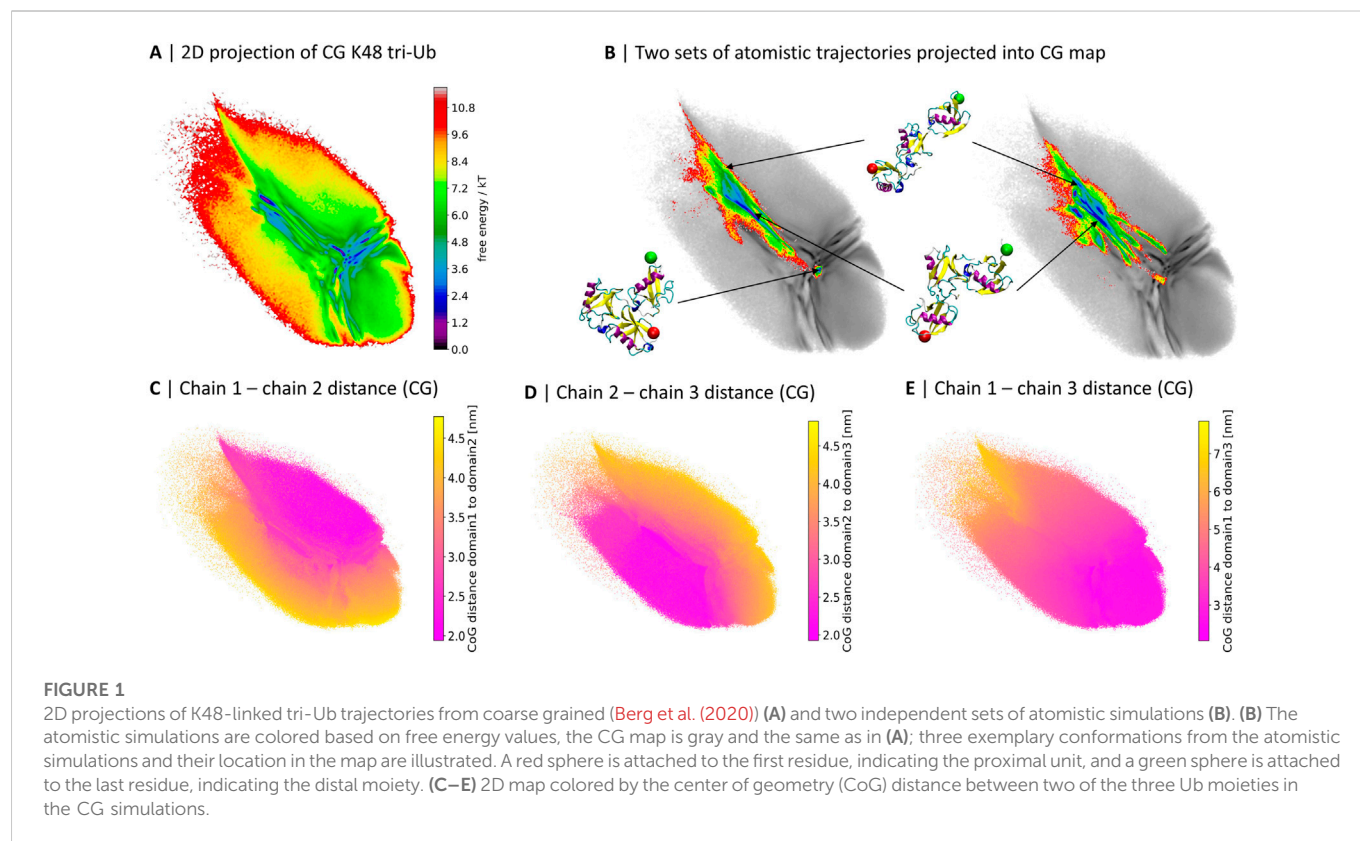 A | 2D projection of CG K48 tri-Ub
B | Two sets of atomistic trajectories projected into CG map
10.8
9.6
8.4
7.2
6.0
4.8
3.6
2.4
1.2
0.0
free energy / kT
C | Chain 1 – chain 2 distance (CG)
D | Chain 2 – chain 3 distance (CG)
E | Chain 1 – chain 3 distance (CG)
4.5
4.0
3.5
3.0
2.5
2.0
CoG distance domain1 to domain2 [nm]
4.5
4.0
3.5
3.0
2.5
2.0
CoG distance domain2 to domain3 [nm]
7
6
5
4
3
CoG distance domain1 to domain3 [nm]
FIGURE 1
2D projections of K48-linked tri-Ub trajectories from coarse grained (Berg et al. (2020)) (A) and two independent sets of atomistic simulations (B). (B) The
atomistic simulations are colored based on free energy values, the CG map is gray and the same as in (A); three exemplary conformations from the atomistic
simulations and their location in the map are illustrated. A red sphere is attached to the first residue, indicating the proximal unit, and a green sphere is attached
to the last residue, indicating the distal moiety. (C–E) 2D map colored by the center of geometry (CoG) distance between two of the three Ub moieties in
the CG simulations.